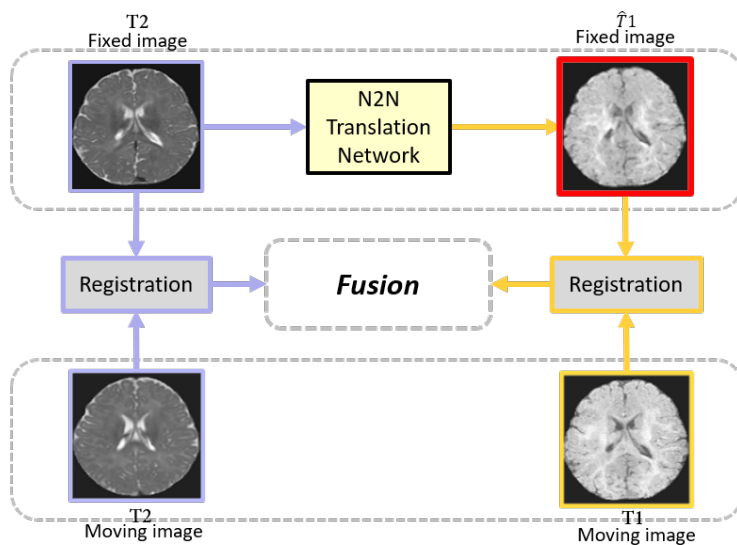 T2
Fixed image
T̂1
Fixed image
N2N
Translation
Network
Registration
Fusion
Registration
T2
Moving image
T1
Moving image